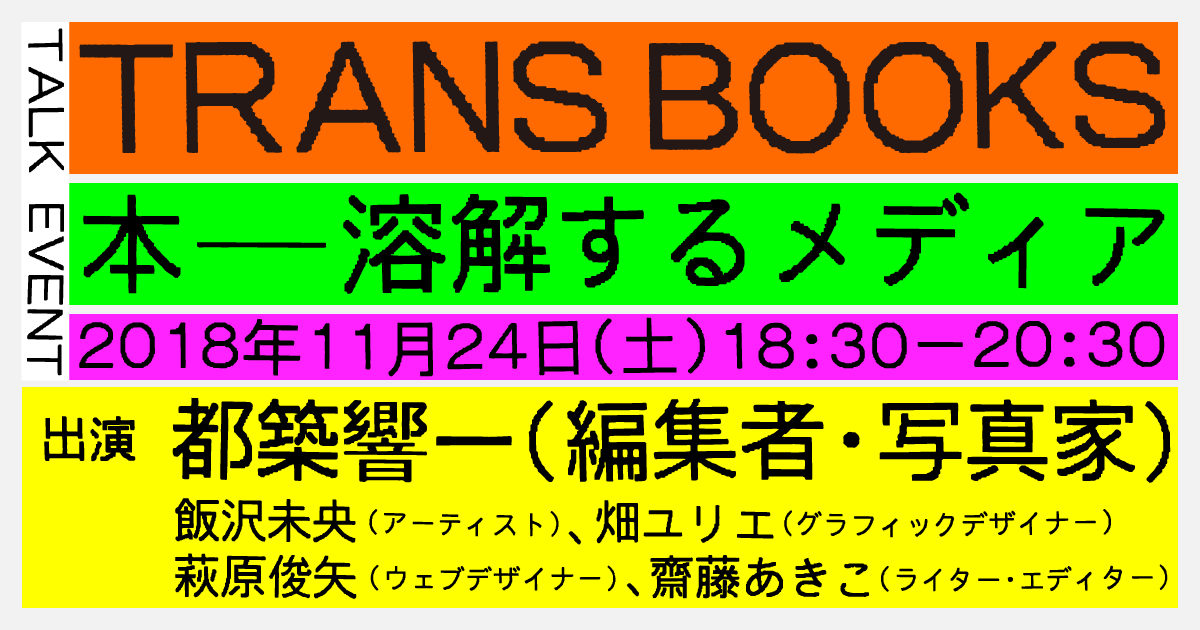 TALK EVENT
TRANS BOOKS
本──溶解するメディア
2018年11月24日(土)18:30−20:30
出演 都築響一(編集者・写真家)
飯沢未央(アーティスト)、畑ユリエ(グラフィックデザイナー)
萩原俊矢(ウェブデザイナー)、齋藤あきこ(ライター・エディター)